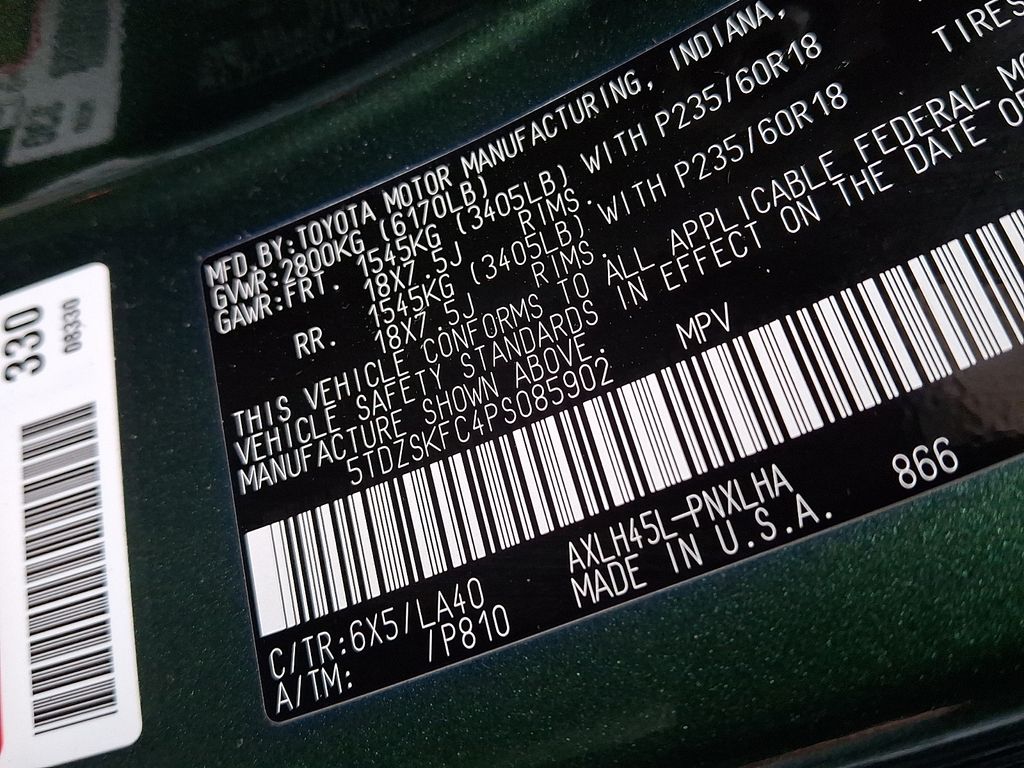 MFD.BY:TOYOTA MOTOR MANUFACTURING, INDIANA,
GVWR:2800KG (6170LB)
GAWR:FRT. 1545KG (3405LB) WITH P235/60R18 TIRES
18X7.5J RIMS.
RR. 1545KG (3405LB) WITH P235/60R18
18X7.5J RIMS.
THIS VEHICLE CONFORMS TO ALL APPLICABLE FEDERAL MO
VEHICLE SAFETY STANDARDS IN EFFECT ON THE DATE OF
MANUFACTURE SHOWN ABOVE.
5TDZSKFC4PS085902 MPV
C/TR:6X5/LA40 AXLH45L-PNXLHA
A/TM: /P810 MADE IN U.S.A. 866
330
08330